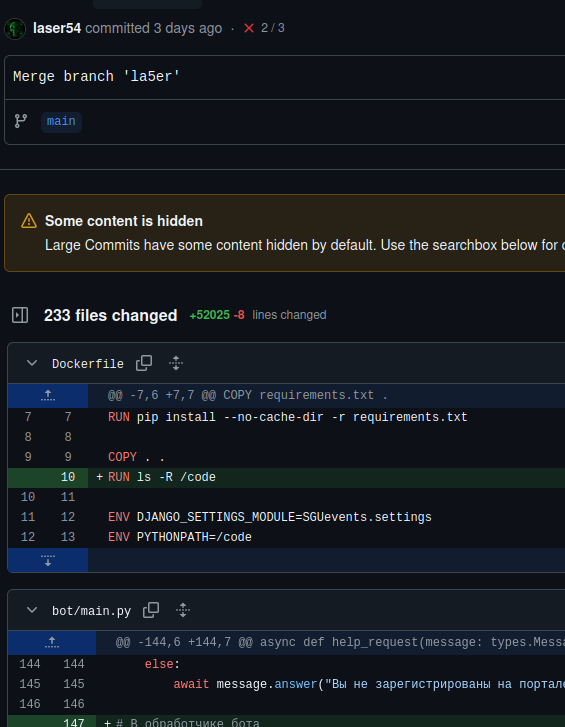 laser54 committed 3 days ago · 2 / 3
Merge branch 'la5er'
main
Some content is hidden
Large Commits have some content hidden by default. Use the searchbox below for
233 files changed +52025 -8 lines changed
Dockerfile
@@ -7,6 +7,7 @@ COPY requirements.txt .
7 7 RUN pip install --no-cache-dir -r requirements.txt
8 8
9 9 COPY . .
10 + RUN ls -R /code
10 11
11 12 ENV DJANGO_SETTINGS_MODULE=SGUevents.settings
12 13 ENV PYTHONPATH=/code
bot/main.py
@@ -144,6 +144,7 @@ async def help_request(message: types.Messa
144 144 else:
145 145 await message.answer("Вы не зарегистрированы на портале
146 146
147 + # В обработчике бота